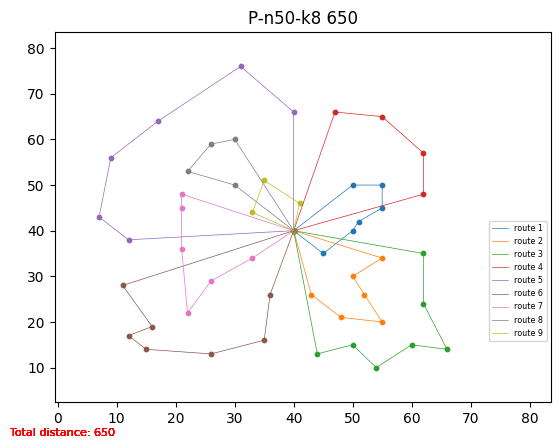 P-n50-k8 650
80
70
60
50
40
30
20
10
0 10 20 30 40 50 60 70 80
route 1
route 2
route 3
route 4
route 5
route 6
route 7
route 8
route 9
Total distance: 650